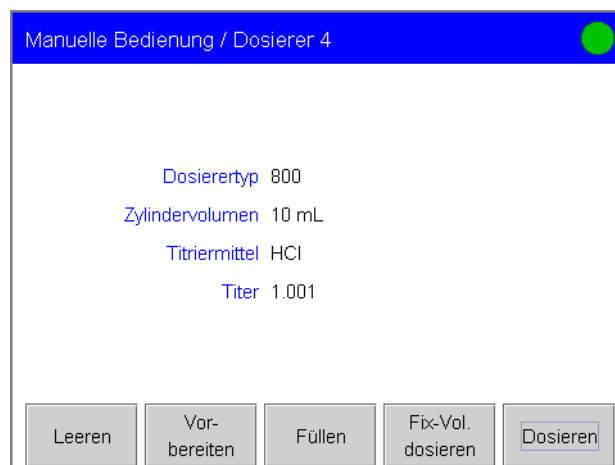 Manuelle Bedienung / Dosierer 4
Dosierertyp 800
Zylindervolumen 10 mL
Titriermittel HCl
Titer 1.001
Leeren
Vor-
bereiten
Füllen
Fix-Vol.
dosieren
Dosieren